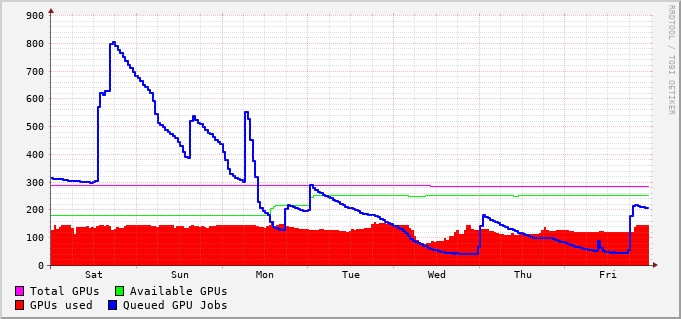 RRDTOOL / TOBI OETIKER
900
800
700
600
500
400
300
200
100
0
Sat Sun Mon Tue Wed Thu Fri
Total GPUs Available GPUs
GPUs used Queued GPU Jobs